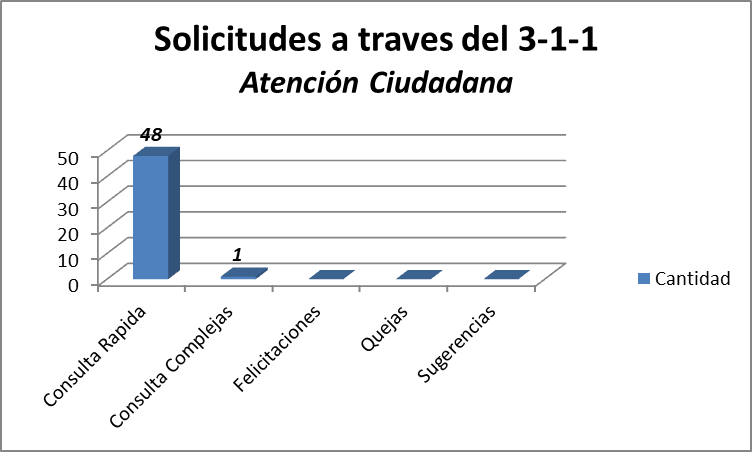 Solicitudes a traves del 3-1-1
Atención Ciudadana
48
1
50
40
30
20
10
0
Cantidad
Consulta Rapida
Consulta Complejas
Felicitaciones
Quejas
Sugerencias